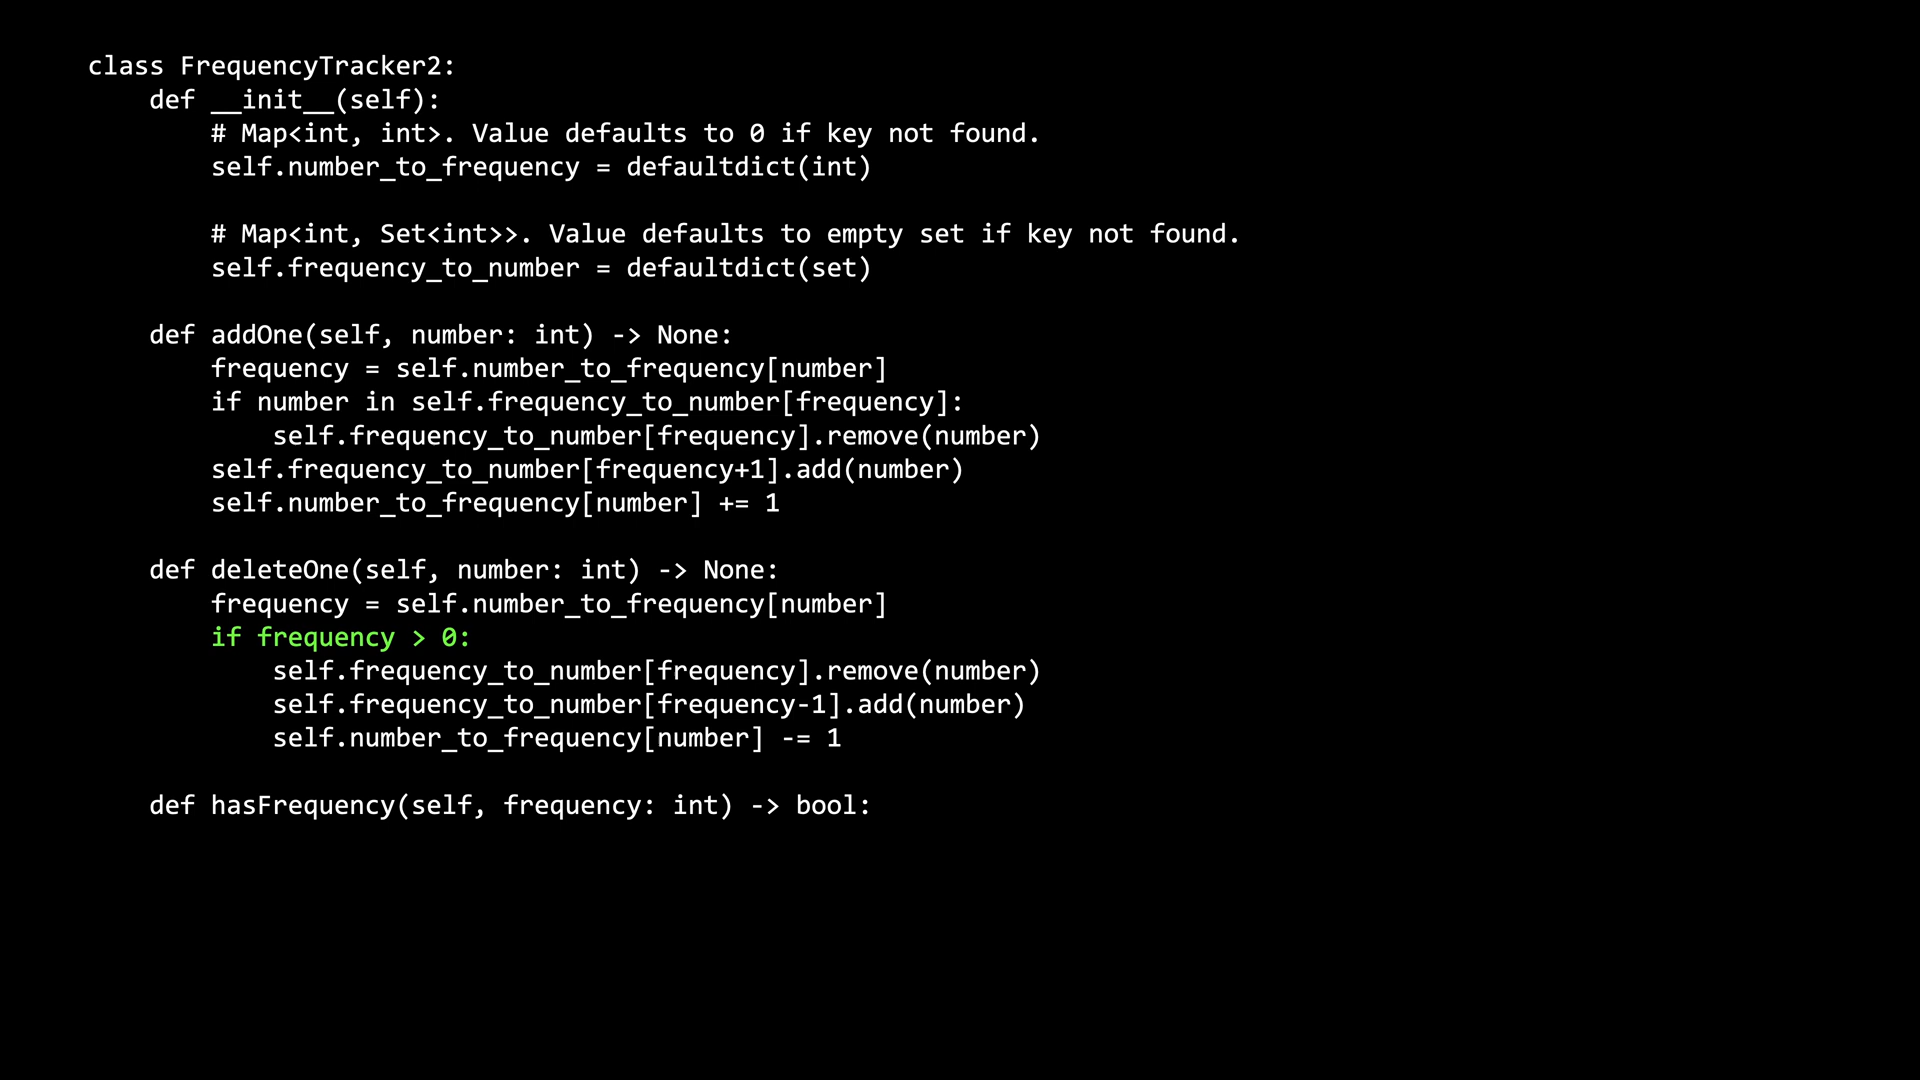 class FrequencyTracker2:
    def __init__(self):
        # Map<int, int>. Value defaults to 0 if key not found.
        self.number_to_frequency = defaultdict(int)

        # Map<int, Set<int>>. Value defaults to empty set if key not found.
        self.frequency_to_number = defaultdict(set)

    def addOne(self, number: int) -> None:
        frequency = self.number_to_frequency[number]
        if number in self.frequency_to_number[frequency]:
            self.frequency_to_number[frequency].remove(number)
        self.frequency_to_number[frequency+1].add(number)
        self.number_to_frequency[number] += 1

    def deleteOne(self, number: int) -> None:
        frequency = self.number_to_frequency[number]
        if frequency > 0:
            self.frequency_to_number[frequency].remove(number)
            self.frequency_to_number[frequency-1].add(number)
            self.number_to_frequency[number] -= 1

    def hasFrequency(self, frequency: int) -> bool: